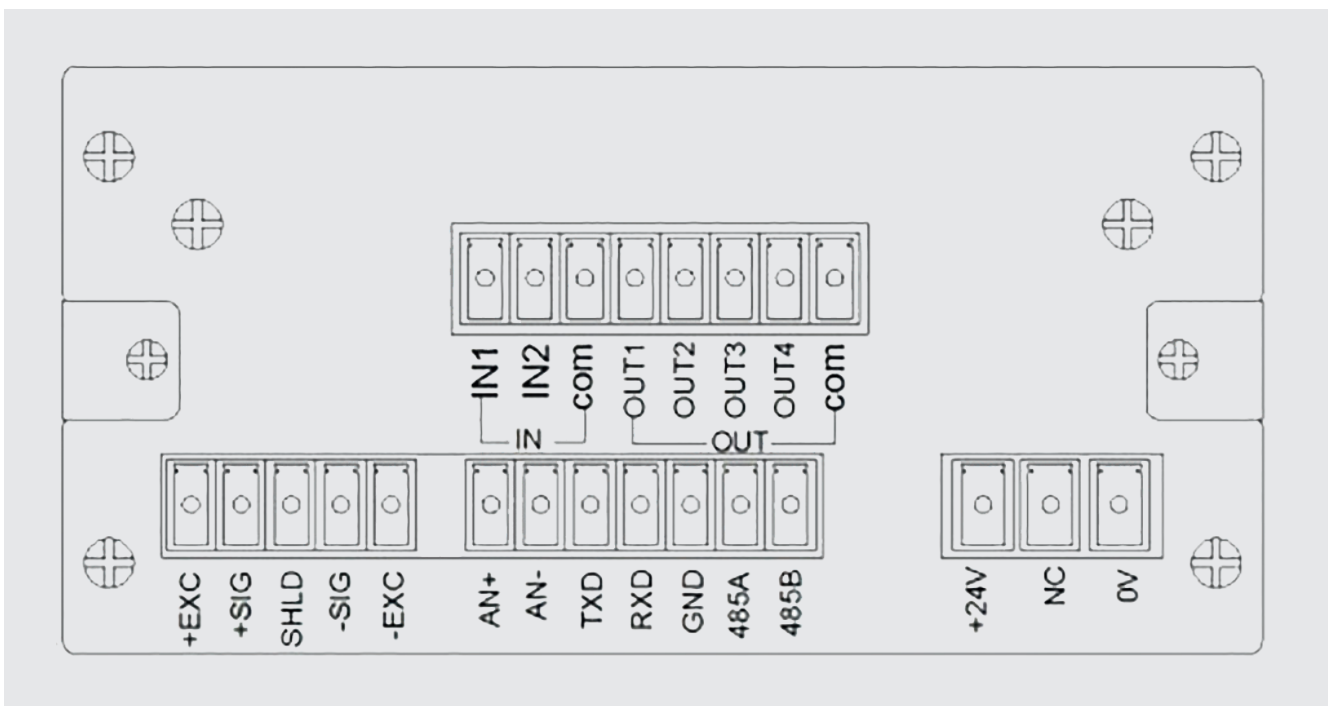 IN1 IN2 com OUT1 OUT2 OUT3 OUT4 com
IN OUT
+EXC +SIG SHLD -SIG -EXC AN+ AN- TXD RXD GND 485A 485B +24V NC 0V